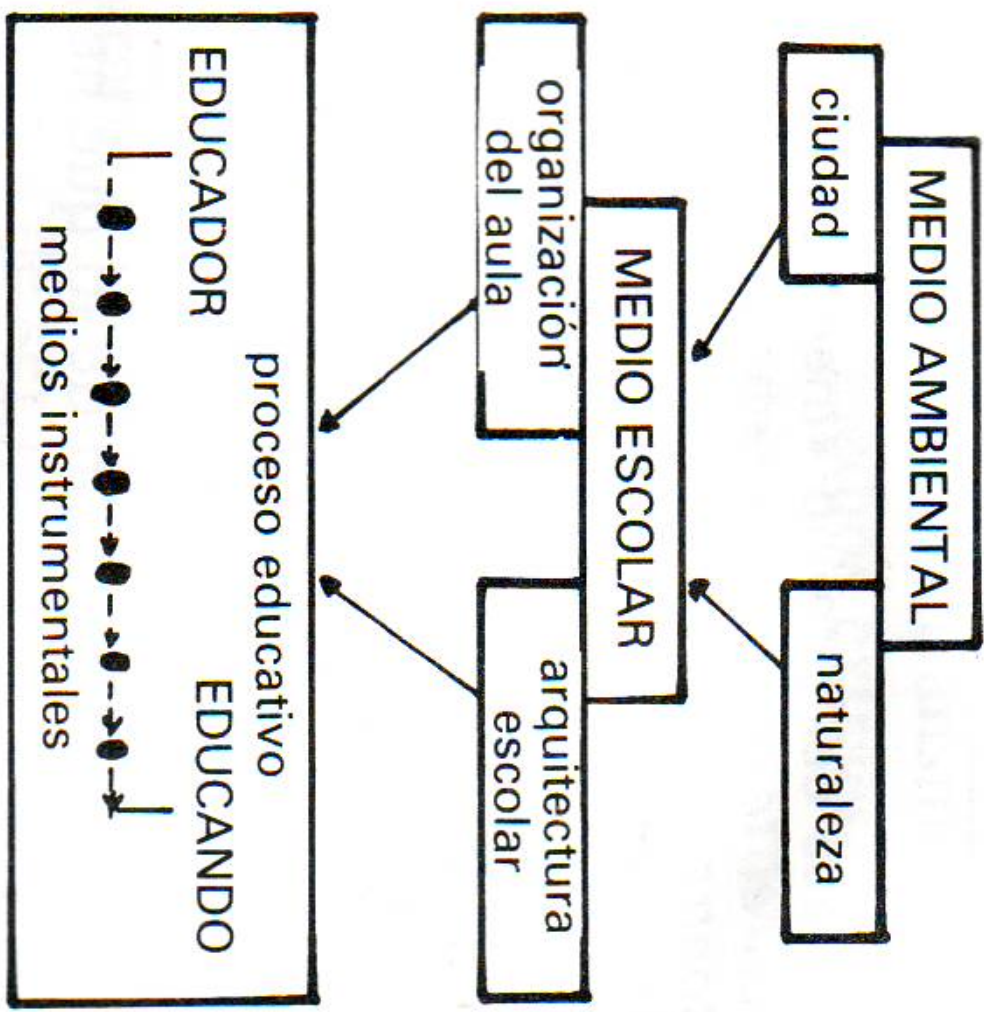 MEDIO AMBIENTAL
ciudad
naturaleza
MEDIO ESCOLAR
organización
del aula
arquitectura
escolar
proceso educativo
EDUCADOR
EDUCANDO
medios instrumentales